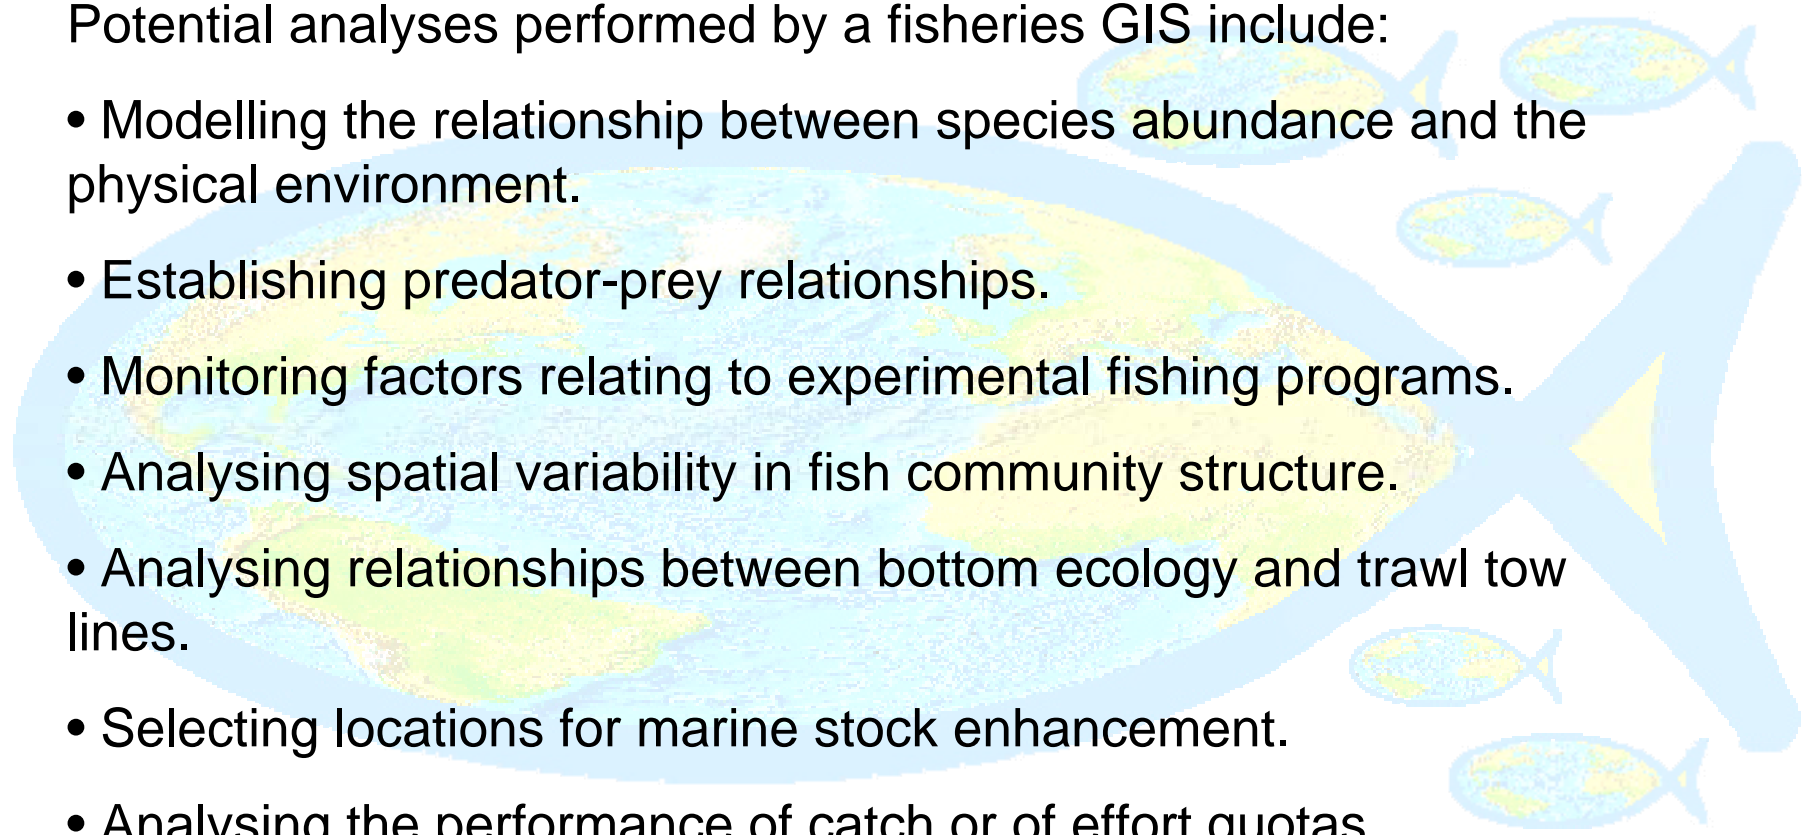 Potential analyses performed by a fisheries GIS include:
• Modelling the relationship between species abundance and the
physical environment.
• Establishing predator-prey relationships.
• Monitoring factors relating to experimental fishing programs.
• Analysing spatial variability in fish community structure.
• Analysing relationships between bottom ecology and trawl tow
lines.
• Selecting locations for marine stock enhancement.
• Analysing the performance of catch or of effort quotas